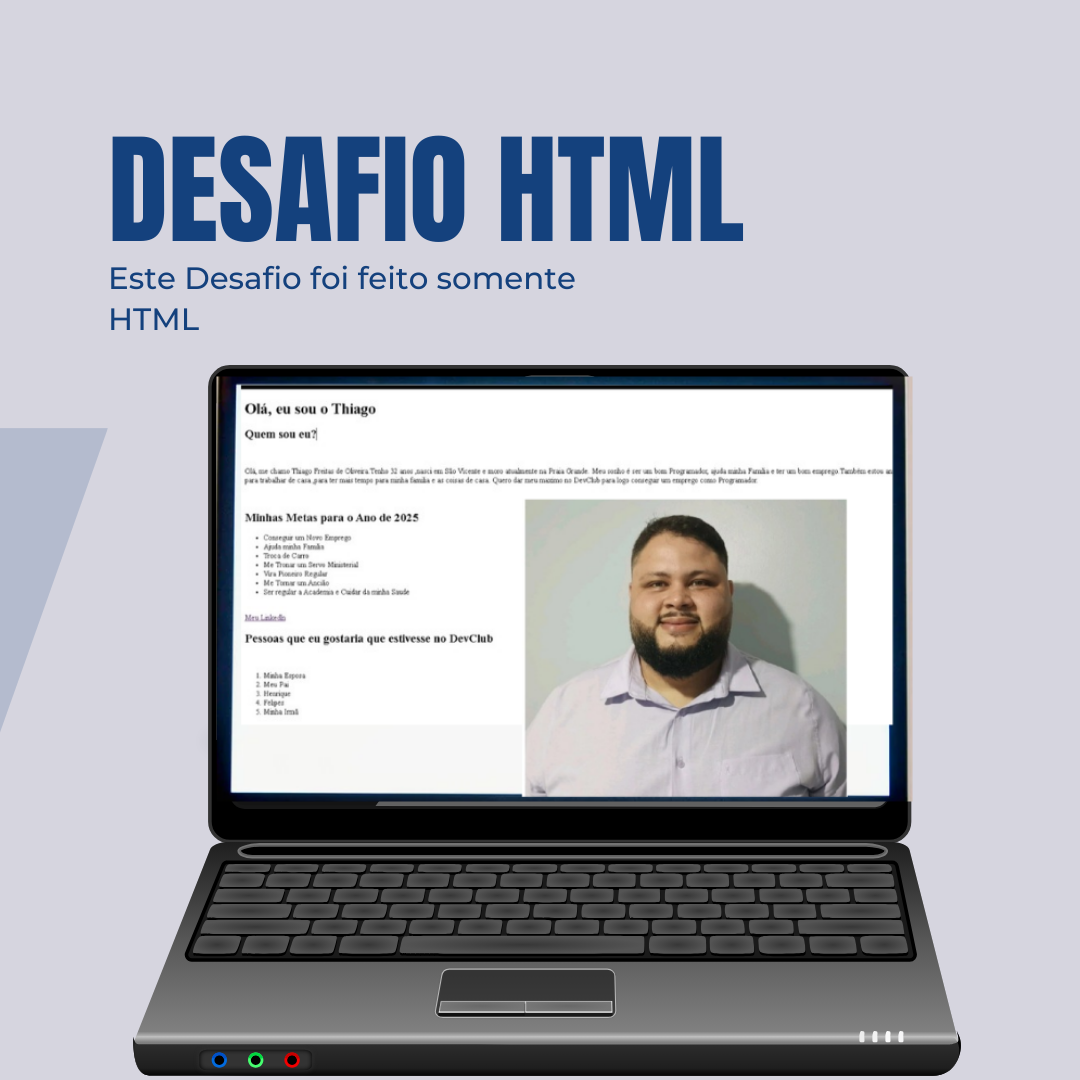 DESAFIO HTML
Este Desafio foi feito somente
HTML
Olá, eu sou o Thiago
Quem sou eu?
Olá, me chamo Thiago Freitas de Oliveira.Tenho 32 anos ,nasci em São Vicente e moro atualmente na Praia Grande. Meu sonho é ser um bom Programador, ajuda minha Familia e ter um bom emprego.Também estou an
para trabalhar de casa ,para ter mais tempo para minha familia e as coisas de casa. Quero dar meu maximo no DevClub para logo conseguir um emprego como Programador
Minhas Metas para o Ano de 2025
Conseguir um Novo Emprego
Ajuda minha Familia
Troca de Carro
Me Tronar um Servo Ministerial
Vira Pioneiro Regular
Me Tornar um Ancião
Ser regular a Academia e Cuidar da minha Saude
Meu LinkedIn
Pessoas que eu gostaria que estivesse no DevClub
1. Minha Esposa
2. Meu Pai
3. Henrique
4. Felipes
5. Minha Irmã